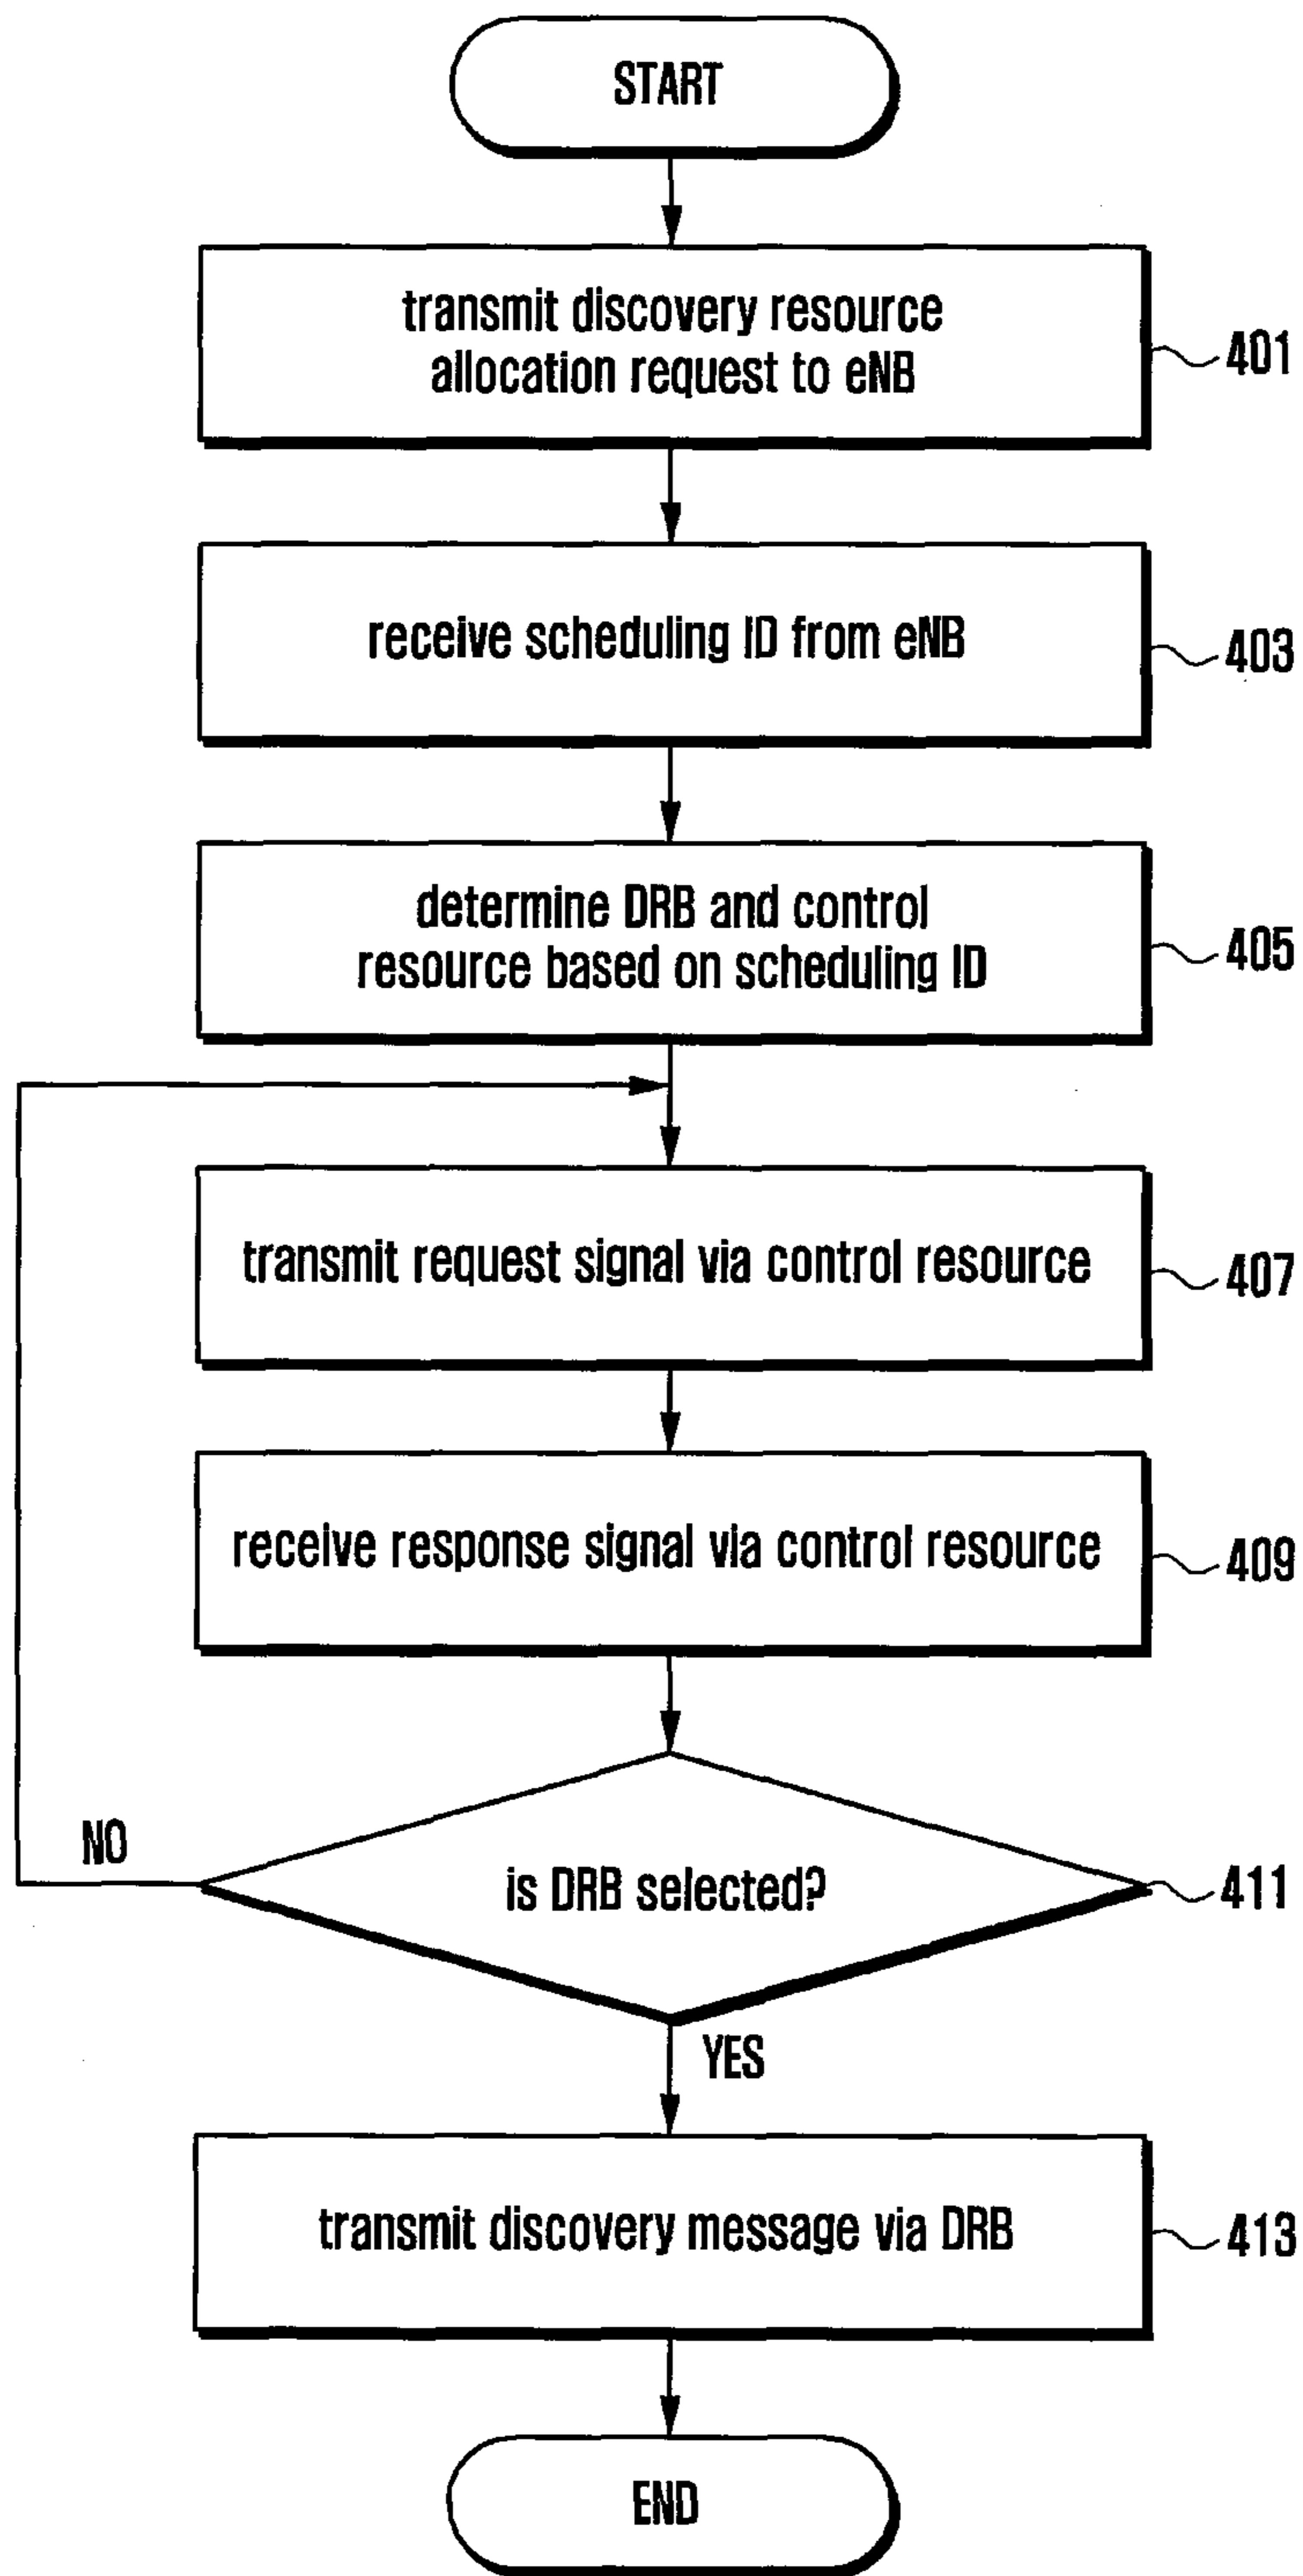 START
transmit discovery resource
allocation request to eNB
401
receive scheduling ID from eNB
403
determine DRB and control
resource based on scheduling ID
405
transmit request signal via control resource
407
receive response signal via control resource
409
NO
is DRB selected?
411
YES
transmit discovery message via DRB
413
END